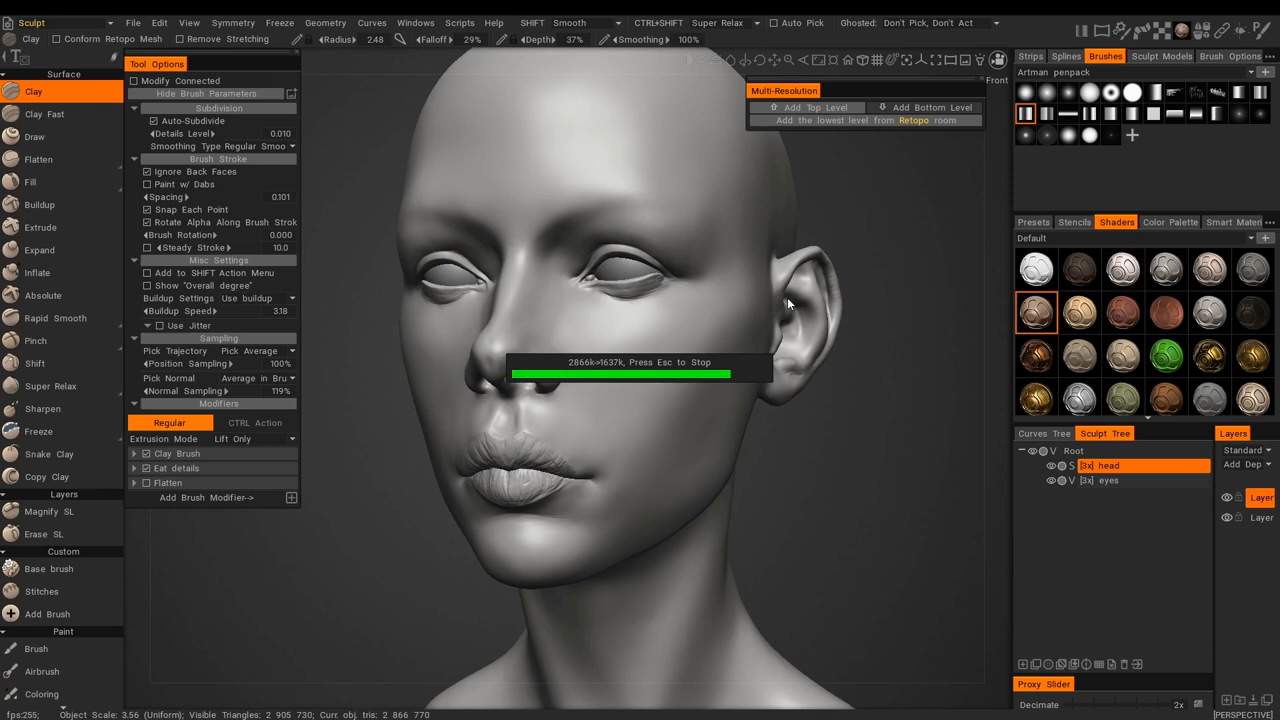 Sculpt File Edit View Symmetry Freeze Geometry Curves Windows Scripts Help SHIFT Smooth CTRL+SHIFT Super Relax Auto Pick Ghosted: Don't Pick, Don't Act
Clay Conform Retopo Mesh Remove Stretching Radius 2.48 Falloff 29% Depth 37% Smoothing 100%
Surface
Clay
Clay Fast
Draw
Flatten
Fill
Buildup
Extrude
Expand
Inflate
Absolute
Rapid Smooth
Pinch
Shift
Super Relax
Sharpen
Freeze
Snake Clay
Copy Clay
Layers
Magnify SL
Erase SL
Custom
Base brush
Stitches
Add Brush
Paint
Brush
Airbrush
Coloring
Tool Options
Modify Connected
Hide Brush Parameters
Subdivision
Auto-Subdivide
Details Level 0.010
Smoothing Type Regular Smoo
Brush Stroke
Ignore Back Faces
Paint w/ Dabs
Spacing 0.101
Snap Each Point
Rotate Alpha Along Brush Strok
Brush Rotation 0.000
Steady Stroke 10.0
Misc Settings
Add to SHIFT Action Menu
Show "Overall degree"
Buildup Settings Use buildup
Buildup Speed 3.18
Use Jitter
Sampling
Pick Trajectory Pick Average
Position Sampling 100%
Pick Normal Average in Bru
Normal Sampling 119%
Modifiers
Regular CTRL Action
Extrusion Mode Lift Only
Clay Brush
Eat details
Flatten
Add Brush Modifier-->
Front
Multi-Resolution
Add Top Level Add Bottom Level
Add the lowest level from Retopo room
2866k->1637k, Press Esc to Stop
Strips Splines Brushes Sculpt Models Brush Options
Artman penpack
Presets Stencils Shaders Color Palette Smart Materi
Default
Curves Tree Sculpt Tree
V Root
S [3x] head
V [3x] eyes
Layers
Standard
Add Dep
Layer
Layer
Proxy Slider
Decimate 2x
fps:255; Object Scale: 3.56 (Uniform); Visible Triangles: 2 905 730; Curr. obj. tris: 2 866 770 [PERSPECTIVE]